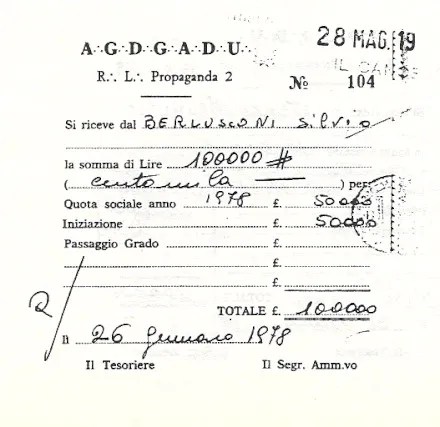 28 MAG. 19
A∴G∴D∴G∴A∴D∴U∴
IL
R∴ L∴ Propaganda 2
№ 104
Si riceve dal BERLUSCONI Silvio
la somma di Lire 100000 #
( centomila ) per:
Quota sociale anno 1978 £. 50000
Iniziazione £. 50000
Passaggio Grado £.
£.
£.
TOTALE £. 100000
lì 26 Gennaio 1978
Il Tesoriere Il Segr. Amm.vo